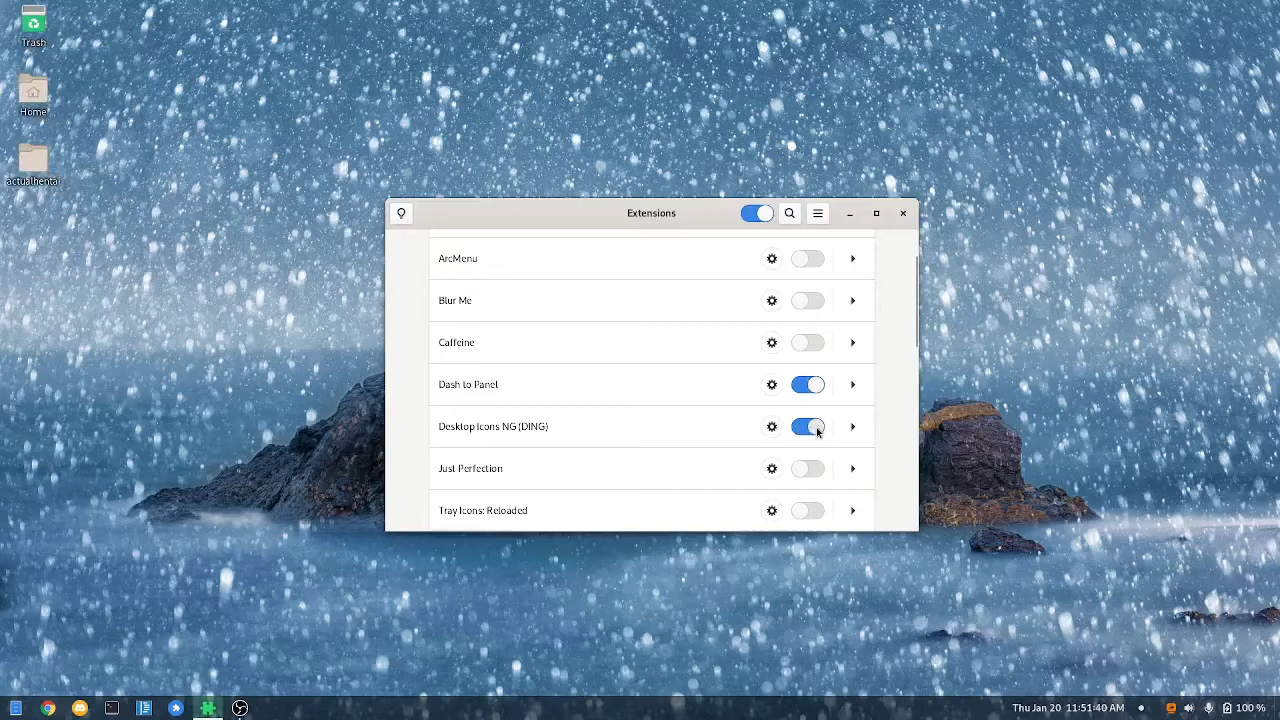 Trash
Home
actualhentai
Extensions
ArcMenu
Blur Me
Caffeine
Dash to Panel
Desktop Icons NG (DING)
Just Perfection
Tray Icons: Reloaded
Thu Jan 20 11:51:40 AM
100 %